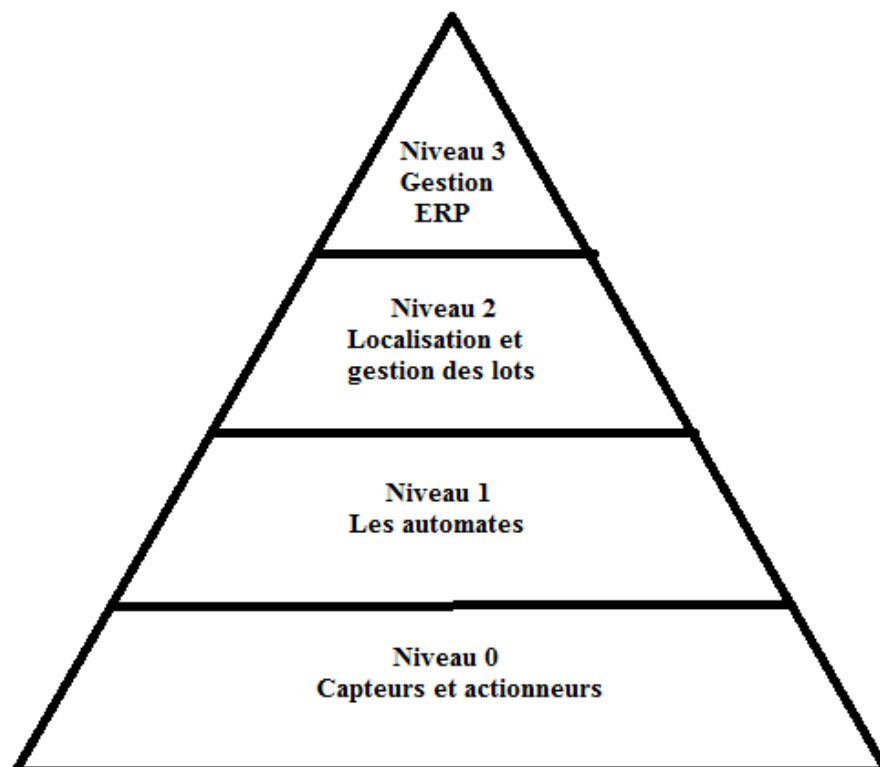 Niveau 3
Gestion
ERP
Niveau 2
Localisation et
gestion des lots
Niveau 1
Les automates
Niveau 0
Capteurs et actionneurs